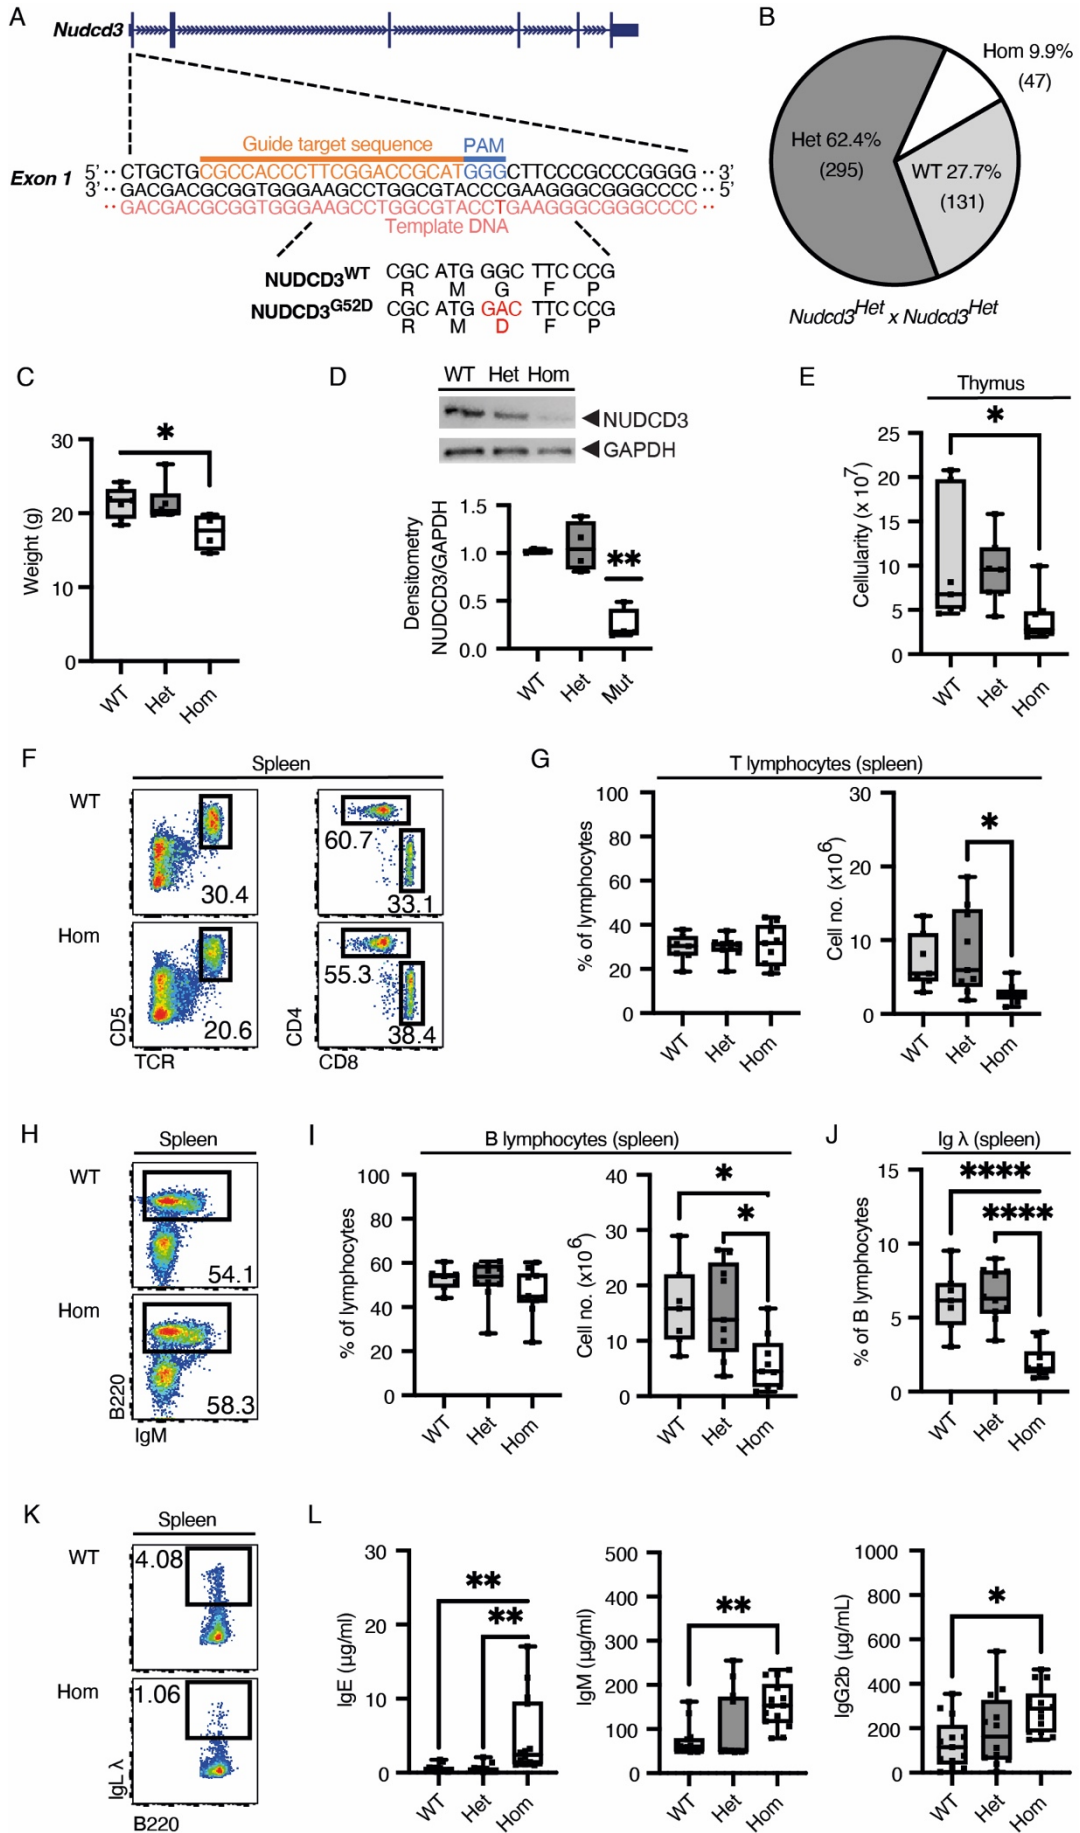 A
Nudcd3
Guide target sequence PAM
Exon 1
5' ·· CTGCTGCGCCACCCTTCGGACCGCATGGGCTTCCCGCCCGGGG ·· 3'
3' ·· GACGACGCGGTGGGAAGCCTGGCGTACCCGAAGGGCGGGCCCC ·· 5'
·· GACGACGCGGTGGGAAGCCTGGCGTACCTGAAGGGCGGGCCCC ··
Template DNA
NUDCD3WT CGC ATG GGC TTC CCG
R M G F P
NUDCD3G52D CGC ATG GAC TTC CCG
R M D F P
B
Hom 9.9%
(47)
Het 62.4%
(295)
WT 27.7%
(131)
Nudcd3Het x Nudcd3Het
C
Weight (g)
30
20
10
0
*
WT Het Hom
D
WT Het Hom
NUDCD3
GAPDH
Densitometry
NUDCD3/GAPDH
1.5
1.0
0.5
0.0
**
WT Het Mut
E
Thymus
Cellularity (x 10^7)
25
20
15
10
5
0
*
WT Het Hom
F
Spleen
WT
30.4
60.7
33.1
Hom
20.6
55.3
38.4
CD5
TCR
CD4
CD8
G
T lymphocytes (spleen)
% of lymphocytes
100
80
60
40
20
0
WT Het Hom
Cell no. (x10^6)
30
20
10
0
*
WT Het Hom
H
Spleen
WT
54.1
Hom
58.3
B220
IgM
I
B lymphocytes (spleen)
% of lymphocytes
100
80
60
40
20
0
WT Het Hom
Cell no. (x10^6)
40
30
20
10
0
*
*
WT Het Hom
J
Ig λ (spleen)
% of B lymphocytes
15
10
5
0
****
****
WT Het Hom
K
Spleen
WT
4.08
Hom
1.06
IgL λ
B220
L
IgE (µg/ml)
30
20
10
0
**
**
WT Het Hom
IgM (µg/ml)
500
400
300
200
100
0
**
WT Het Hom
IgG2b (µg/mL)
1000
800
600
400
200
0
*
WT Het Hom